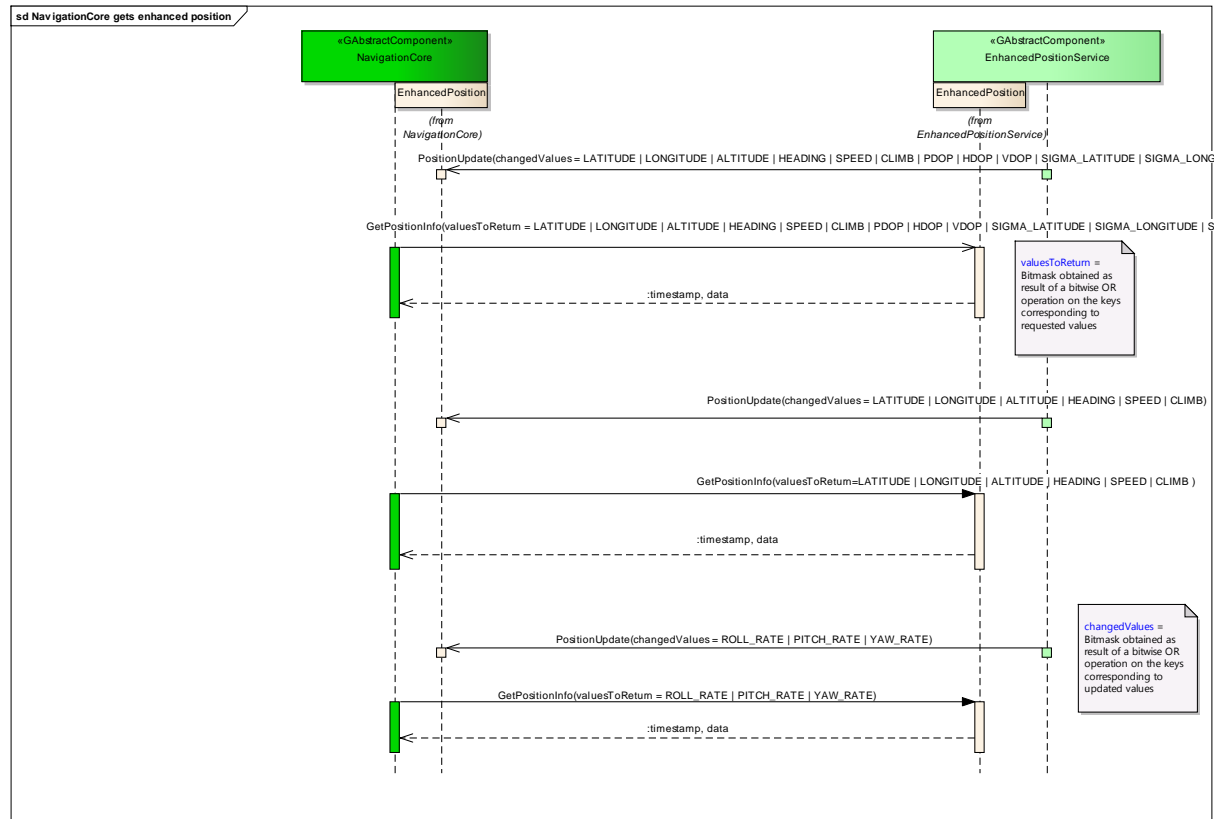 sd NavigationCore gets enhanced position
«GAbstractComponent»
NavigationCore
«GAbstractComponent»
EnhancedPositionService
EnhancedPosition
EnhancedPosition
(from
NavigationCore)
(from
EnhancedPositionService)
PositionUpdate(changedValues = LATITUDE | LONGITUDE | ALTITUDE | HEADING | SPEED | CLIMB | PDOP | HDOP | VDOP | SIGMA_LATITUDE | SIGMA_LONG
GetPositionInfo(valuesToReturn = LATITUDE | LONGITUDE | ALTITUDE | HEADING | SPEED | CLIMB | PDOP | HDOP | VDOP | SIGMA_LATITUDE | SIGMA_LONGITUDE | S
valuesToReturn =
Bitmask obtained as
result of a bitwise OR
operation on the keys
corresponding to
requested values
:timestamp, data
PositionUpdate(changedValues = LATITUDE | LONGITUDE | ALTITUDE | HEADING | SPEED | CLIMB)
GetPositionInfo(valuesToReturn=LATITUDE | LONGITUDE | ALTITUDE | HEADING | SPEED | CLIMB )
:timestamp, data
changedValues =
Bitmask obtained as
result of a bitwise OR
operation on the keys
corresponding to
updated values
PositionUpdate(changedValues = ROLL_RATE | PITCH_RATE | YAW_RATE)
GetPositionInfo(valuesToReturn = ROLL_RATE | PITCH_RATE | YAW_RATE)
:timestamp, data